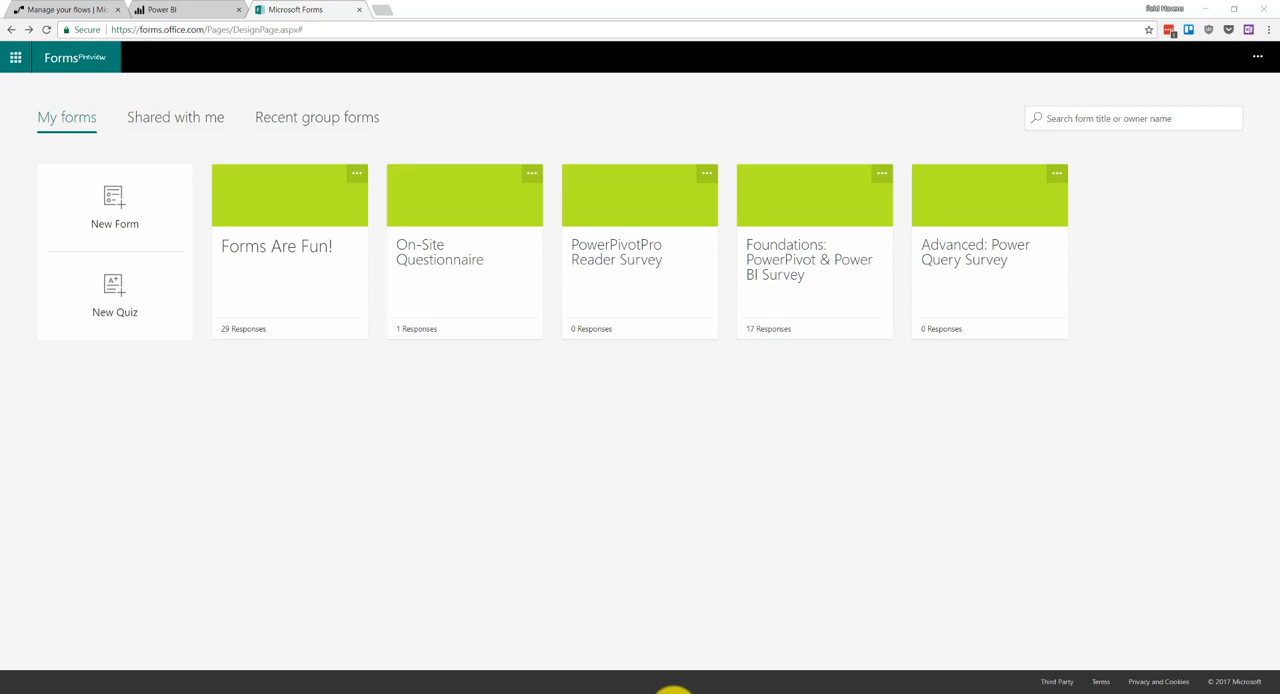 Manage your flows | Mic
Power BI
Microsoft Forms
Reid Havens
Secure
https://forms.office.com/Pages/DesignPage.aspx#
Forms Preview
My forms
Shared with me
Recent group forms
Search form title or owner name
New Form
New Quiz
Forms Are Fun!
29 Responses
On-Site
Questionnaire
1 Responses
PowerPivotPro
Reader Survey
0 Responses
Foundations:
PowerPivot & Power
BI Survey
17 Responses
Advanced: Power
Query Survey
0 Responses
Third Party
Terms
Privacy and Cookies
© 2017 Microsoft